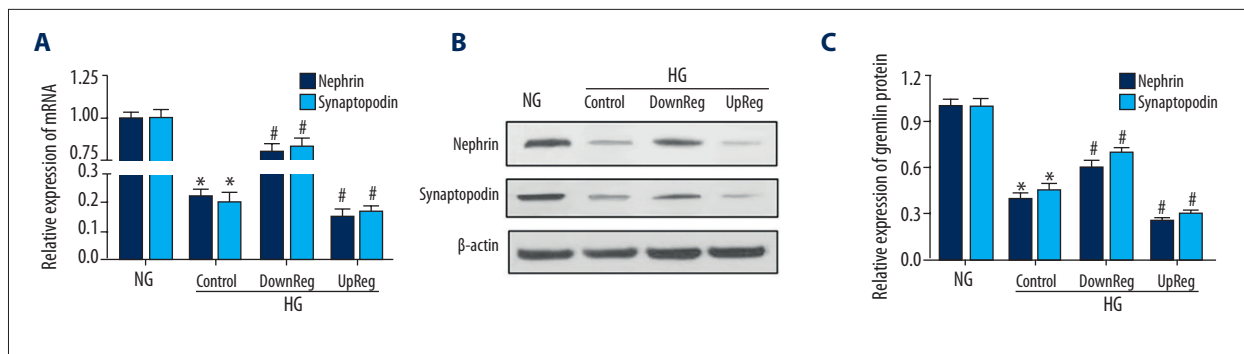 A
Relative expression of mRNA
1.25
1.00
0.75
0.3
0.2
0.1
0.0
Nephrin
Synaptopodin
* *
# #
# #
NG
Control DownReg UpReg
HG
B
HG
NG Control DownReg UpReg
Nephrin
Synaptopodin
β-actin
C
Relative expression of gremlin protein
1.2
0.9
0.6
0.3
0.0
Nephrin
Synaptopodin
* *
# #
# #
NG
Control DownReg UpReg
HG